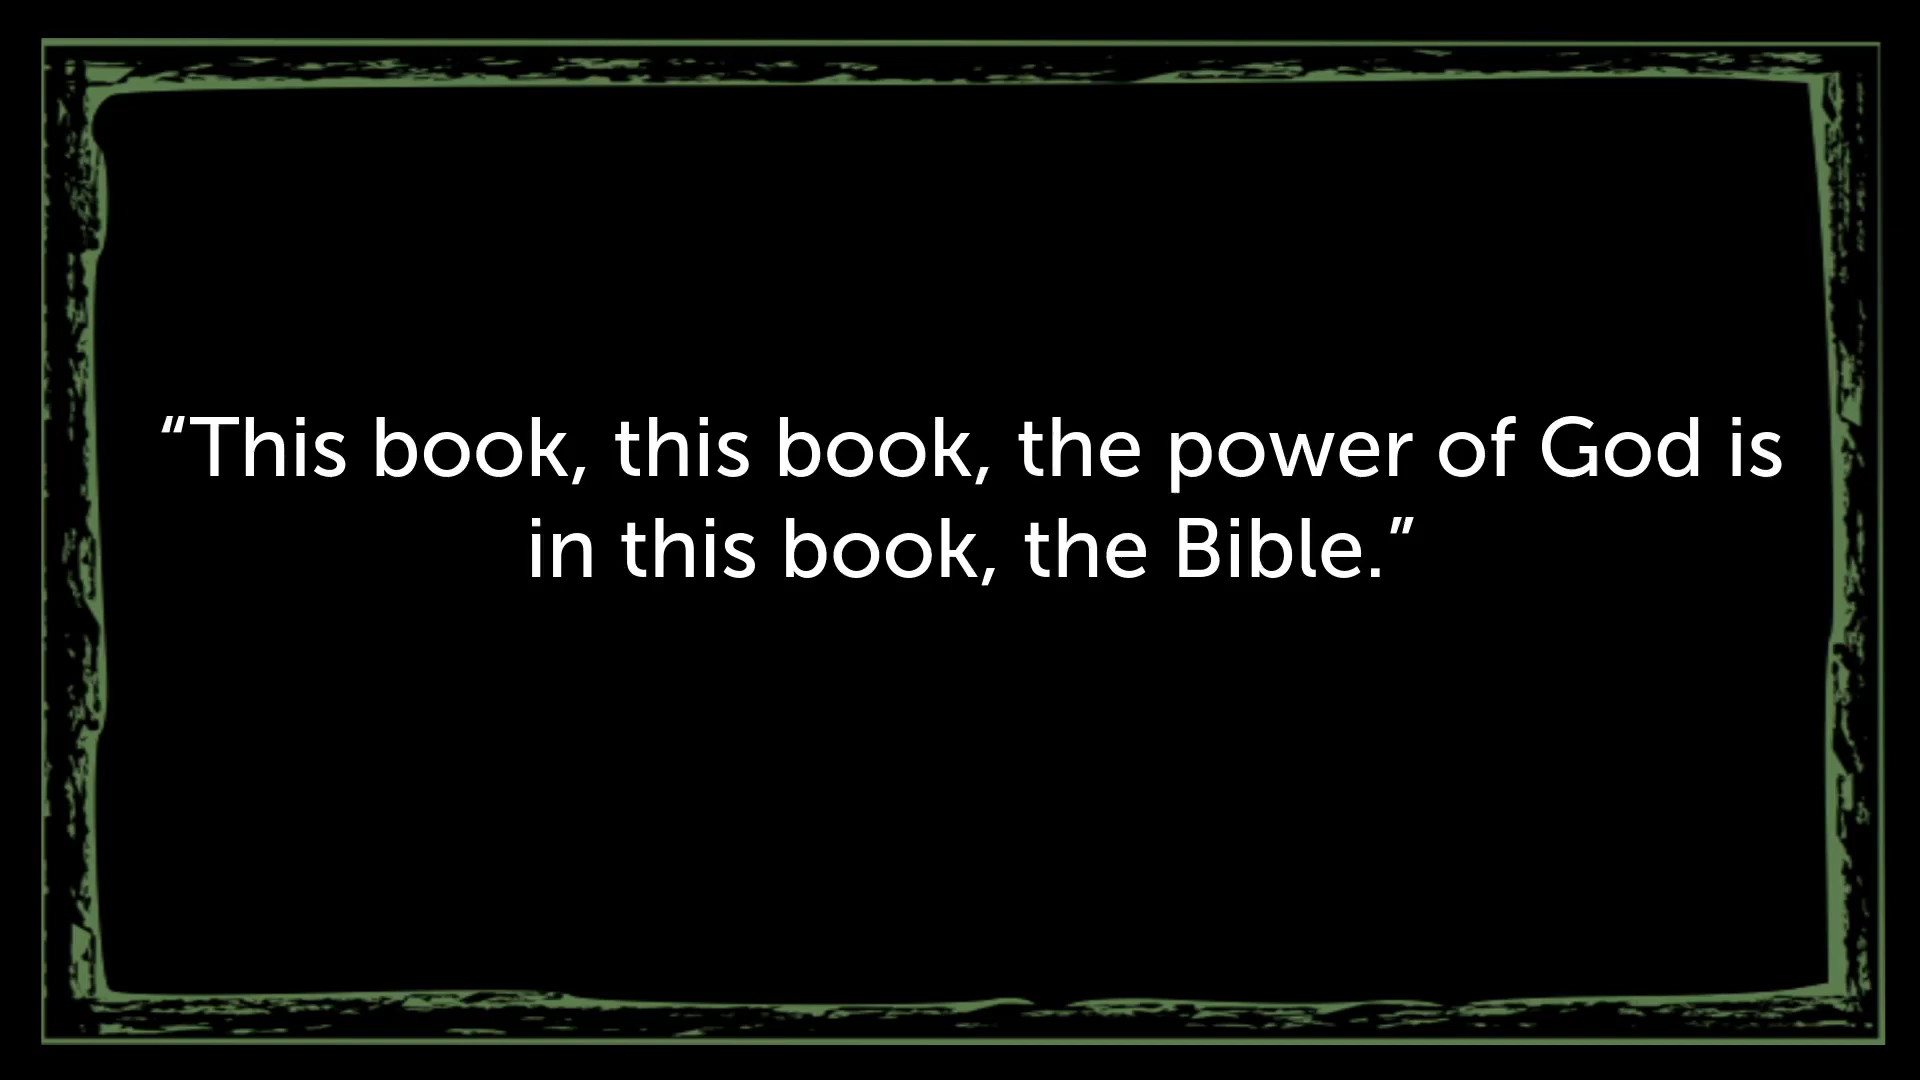 “This book, this book, the power of God is
in this book, the Bible.”